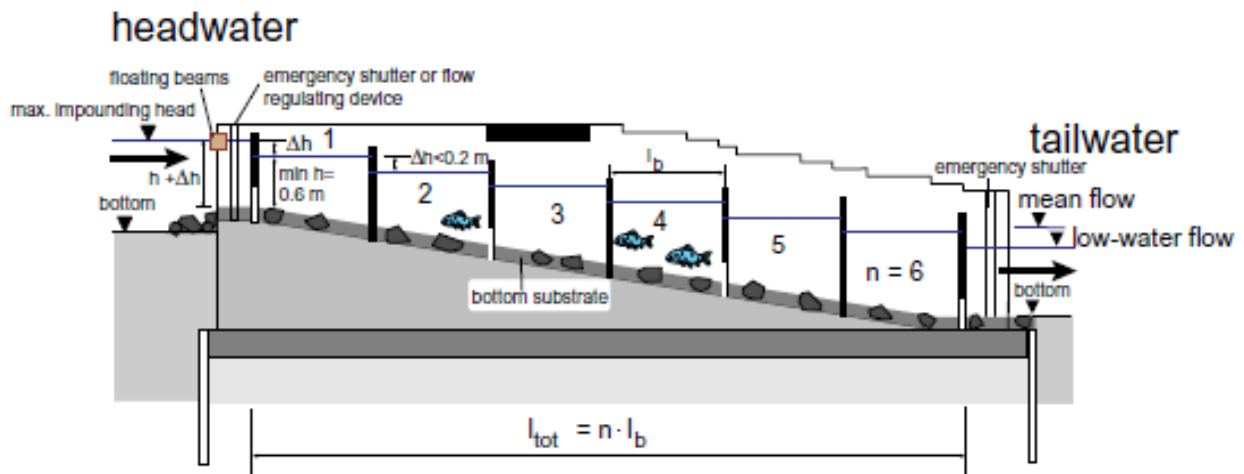 headwater
floating beams
emergency shutter or flow
regulating device
max. impounding head
tailwater
Δh 1
Δh<0.2 m
l_b
emergency shutter
h +Δh
min h=
0.6 m
mean flow
bottom
2
3
4
5
low-water flow
n = 6
bottom
bottom substrate
l_tot = n · l_b